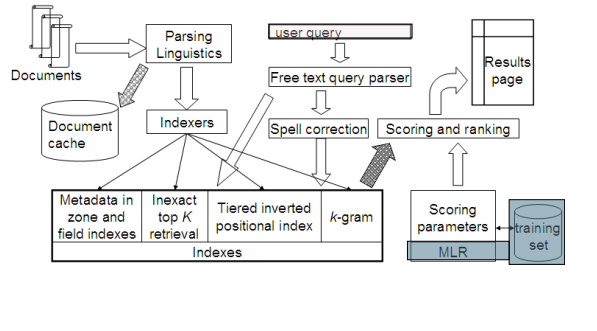 Documents
Parsing
Linguistics
user query
Free text query parser
Results
page
Document
cache
Indexers
Spell correction
Scoring and ranking
Metadata in
zone and
field indexes
Inexact
top K
retrieval
Tiered inverted
positional index
k-gram
Indexes
Scoring
parameters
MLR
training
set